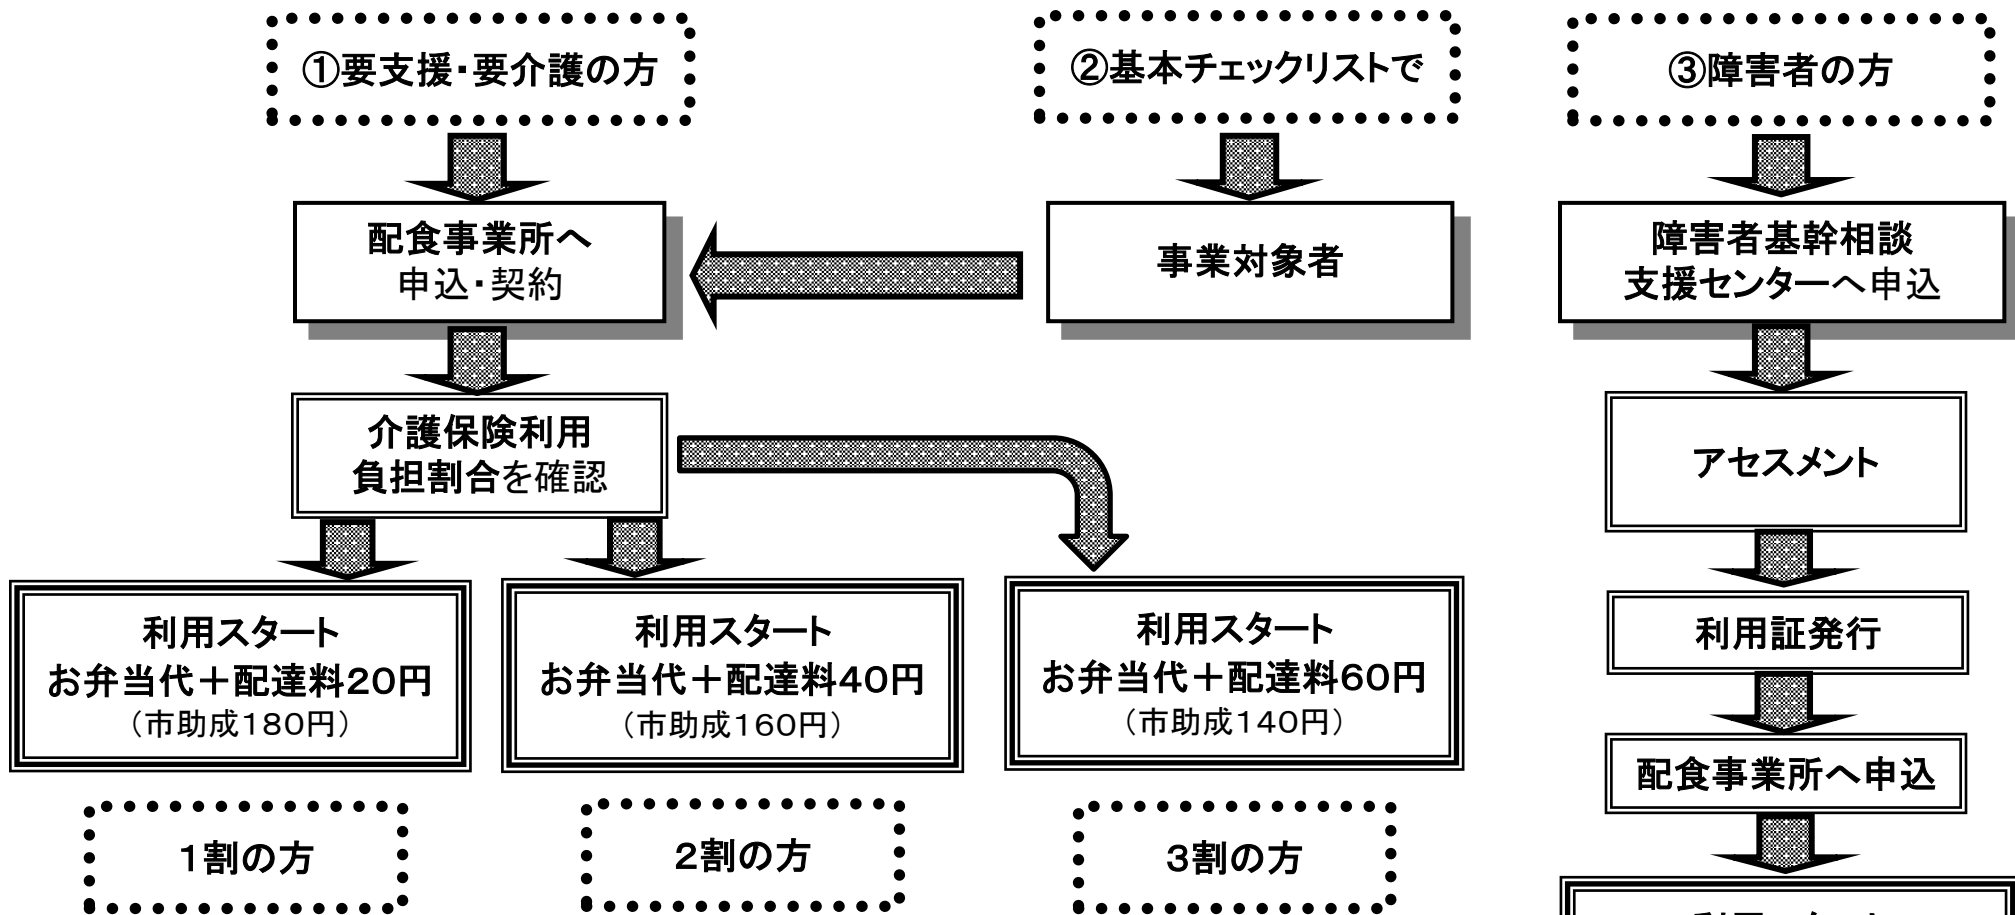 ①要支援・要介護の方
配食事業所へ
申込・契約
介護保険利用
負担割合を確認
利用スタート
お弁当代＋配達料20円
（市助成180円）
1割の方
利用スタート
お弁当代＋配達料40円
（市助成160円）
2割の方
利用スタート
お弁当代＋配達料60円
（市助成140円）
3割の方
②基本チェックリストで
事業対象者
③障害者の方
障害者基幹相談
支援センターへ申込
アセスメント
利用証発行
配食事業所へ申込